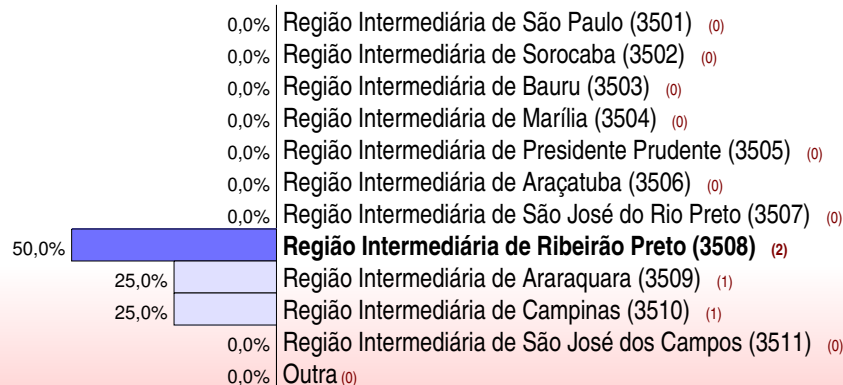 0,0% Região Intermediária de São Paulo (3501) (0)
0,0% Região Intermediária de Sorocaba (3502) (0)
0,0% Região Intermediária de Bauru (3503) (0)
0,0% Região Intermediária de Marília (3504) (0)
0,0% Região Intermediária de Presidente Prudente (3505) (0)
0,0% Região Intermediária de Araçatuba (3506) (0)
0,0% Região Intermediária de São José do Rio Preto (3507) (0)
50,0% Região Intermediária de Ribeirão Preto (3508) (2)
25,0% Região Intermediária de Araraquara (3509) (1)
25,0% Região Intermediária de Campinas (3510) (1)
0,0% Região Intermediária de São José dos Campos (3511) (0)
0,0% Outra (0)